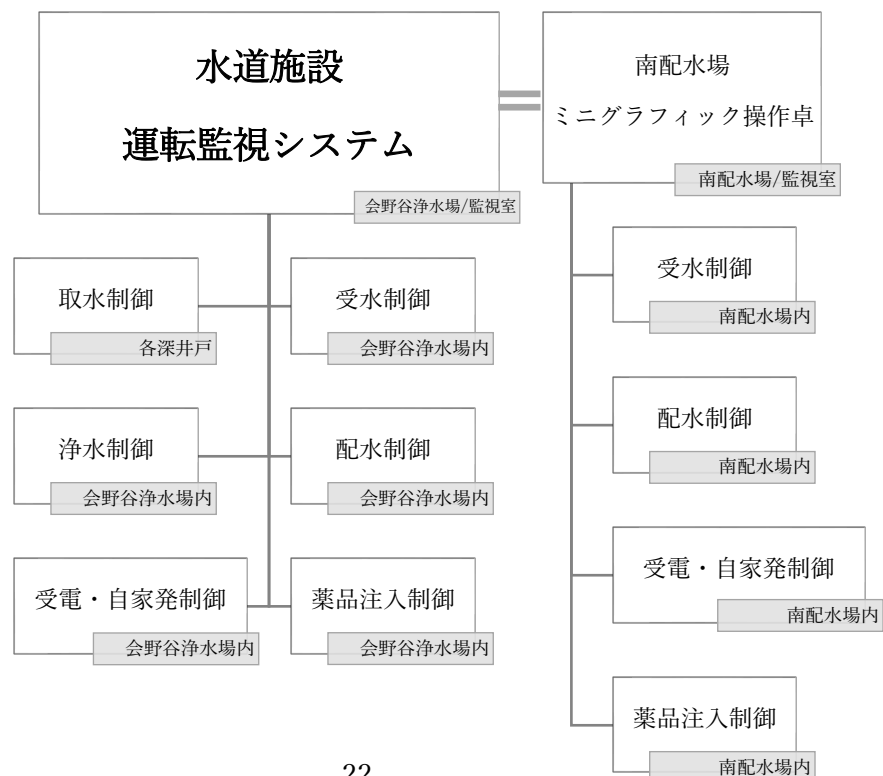 水道施設
運転監視システム
会野谷浄水場/監視室
南配水場
ミニグラフィック操作卓
南配水場/監視室
取水制御
各深井戸
受水制御
会野谷浄水場内
浄水制御
会野谷浄水場内
配水制御
会野谷浄水場内
受電・自家発制御
会野谷浄水場内
薬品注入制御
会野谷浄水場内
受水制御
南配水場内
配水制御
南配水場内
受電・自家発制御
南配水場内
薬品注入制御
南配水場内
22